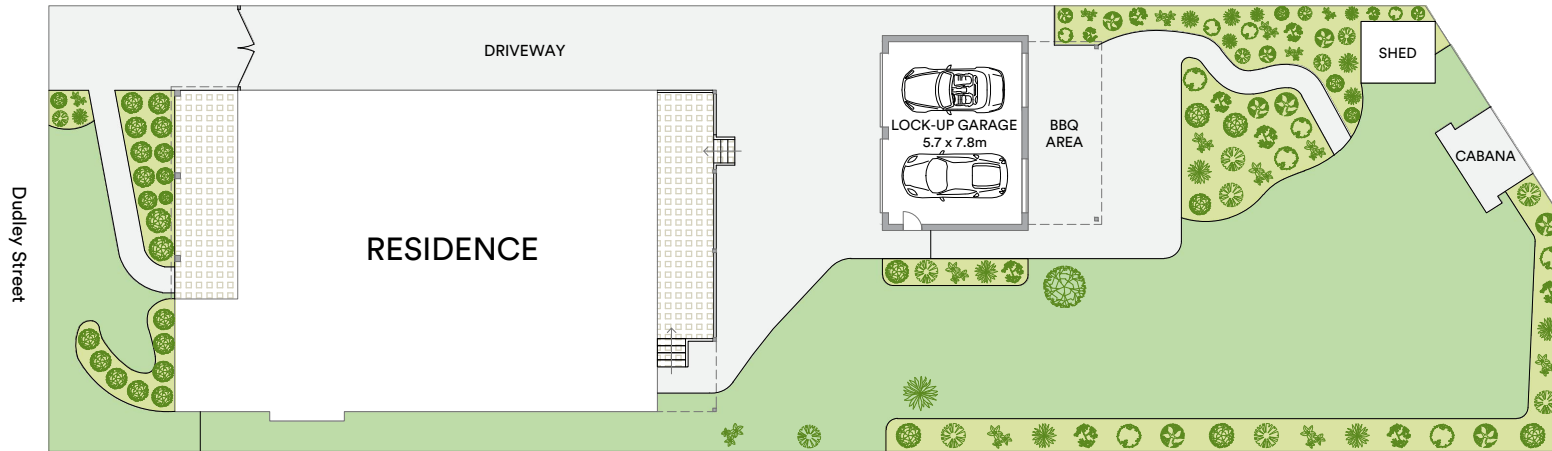 DRIVEWAY
SHED
LOCK-UP GARAGE
5.7 x 7.8m
BBQ
AREA
CABANA
Dudley Street
RESIDENCE